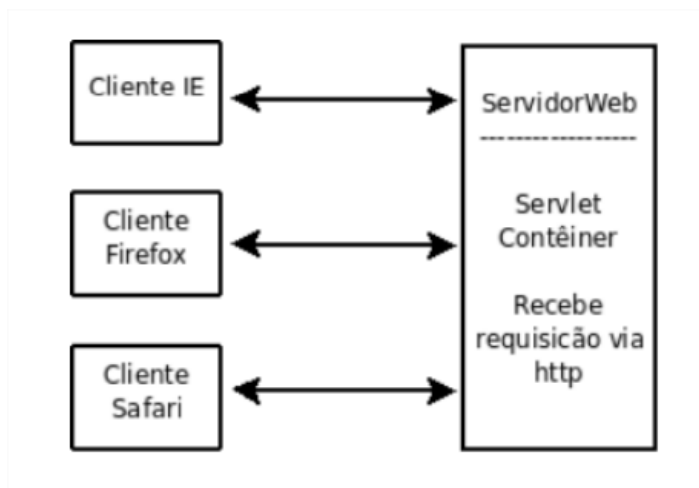 Cliente IE
Cliente
Firefox
Cliente
Safari
ServidorWeb
------------------
Servlet
Contêiner
Recebe
requisicão via
http